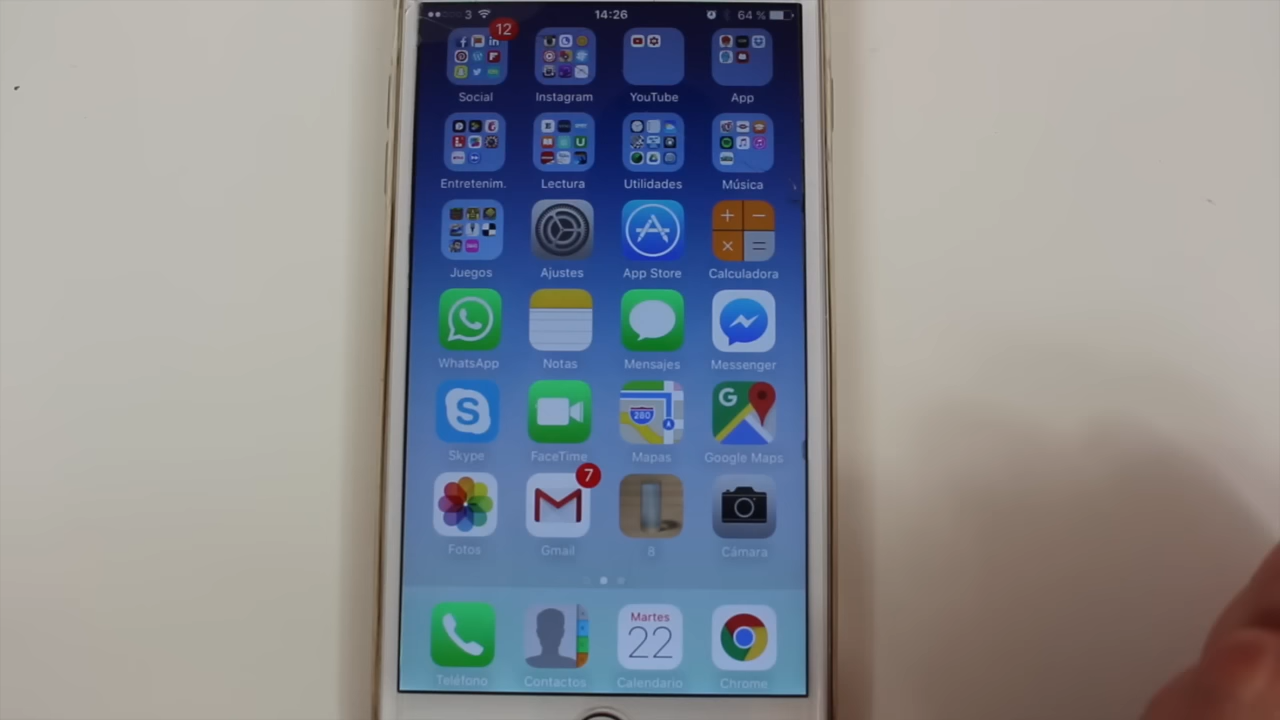 3 14:26 64 %
12
Social Instagram YouTube App
Entretenim. Lectura Utilidades Música
Juegos Ajustes App Store Calculadora
WhatsApp Notas Mensajes Messenger
280 G
Skype FaceTime Mapas Google Maps
7
Fotos Gmail 8 Cámara
Martes
22
Teléfono Contactos Calendario Chrome